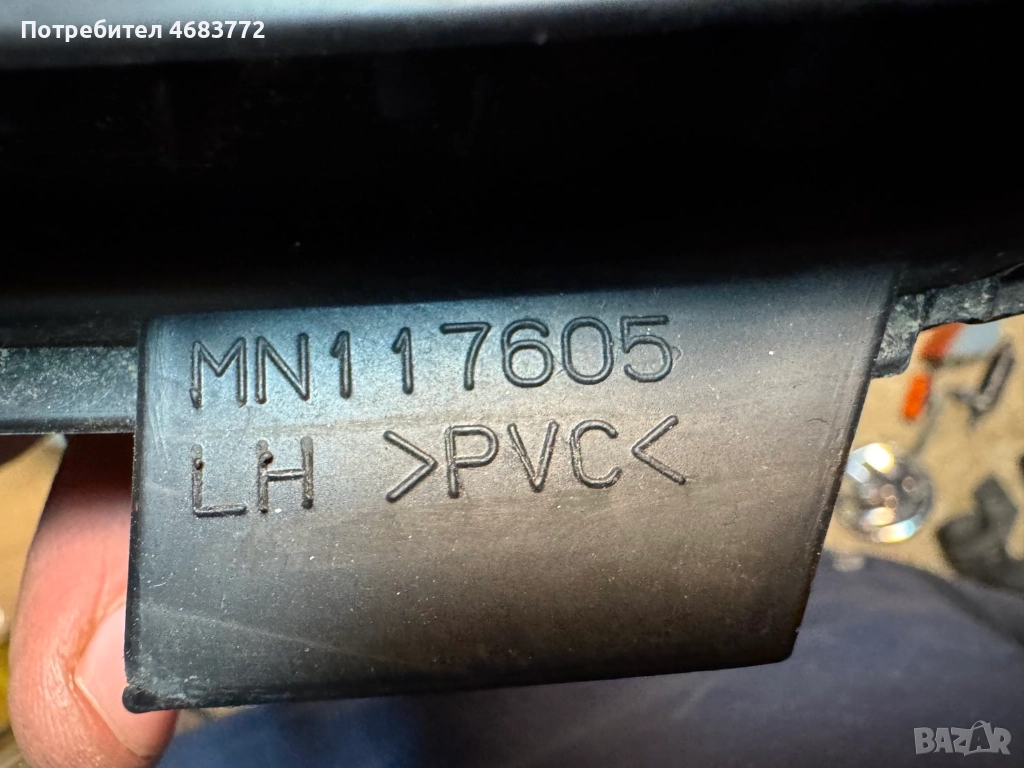 Потребител 4683772
MN117605
LH >PVC<
BAZAR